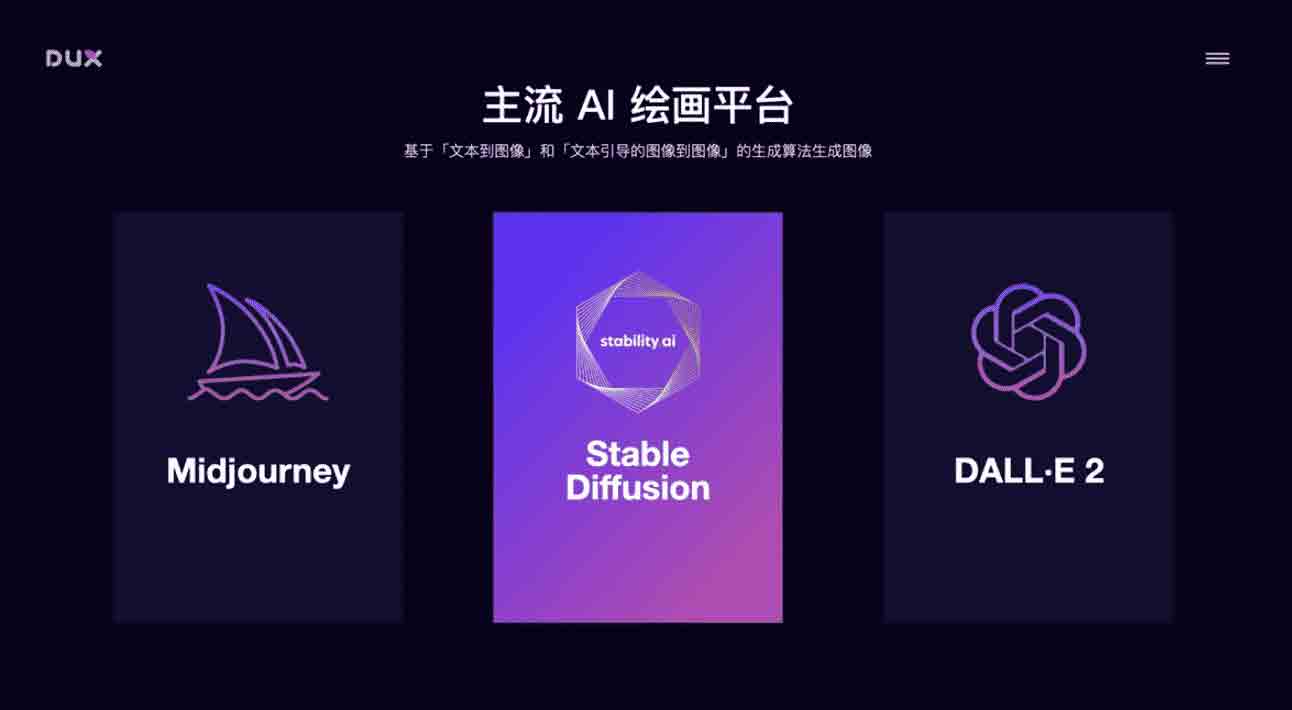 DUX
主流 AI 绘画平台
基于「文本到图像」和「文本引导的图像到图像」的生成算法生成图像
stability ai
Midjourney
Stable
Diffusion
DALL·E 2